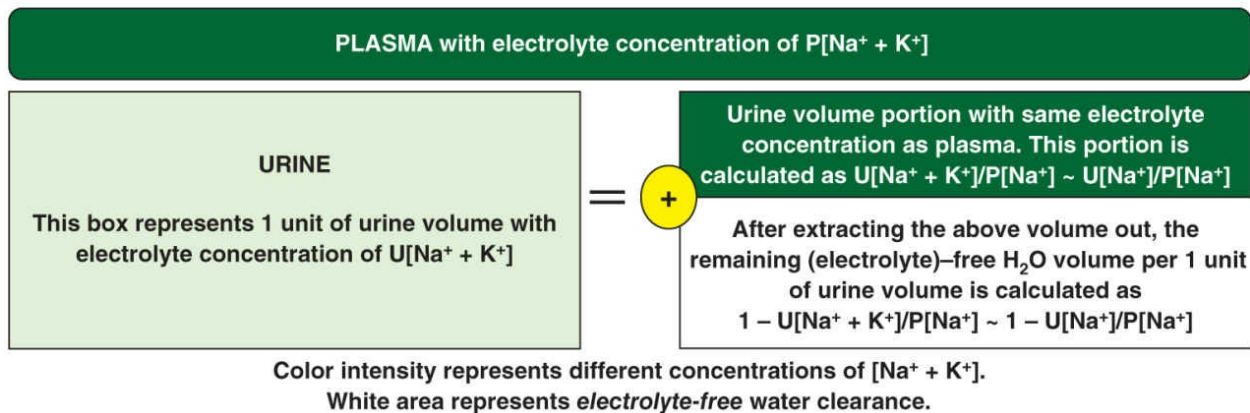 PLASMA with electrolyte concentration of P[Na⁺ + K⁺]
URINE
This box represents 1 unit of urine volume with
electrolyte concentration of U[Na⁺ + K⁺]
=
+
Urine volume portion with same electrolyte
concentration as plasma. This portion is
calculated as U[Na⁺ + K⁺]/P[Na⁺] ~ U[Na⁺]/P[Na⁺]
After extracting the above volume out, the
remaining (electrolyte)–free H₂O volume per 1 unit
of urine volume is calculated as
1 – U[Na⁺ + K⁺]/P[Na⁺] ~ 1 – U[Na⁺]/P[Na⁺]
Color intensity represents different concentrations of [Na⁺ + K⁺].
White area represents electrolyte-free water clearance.